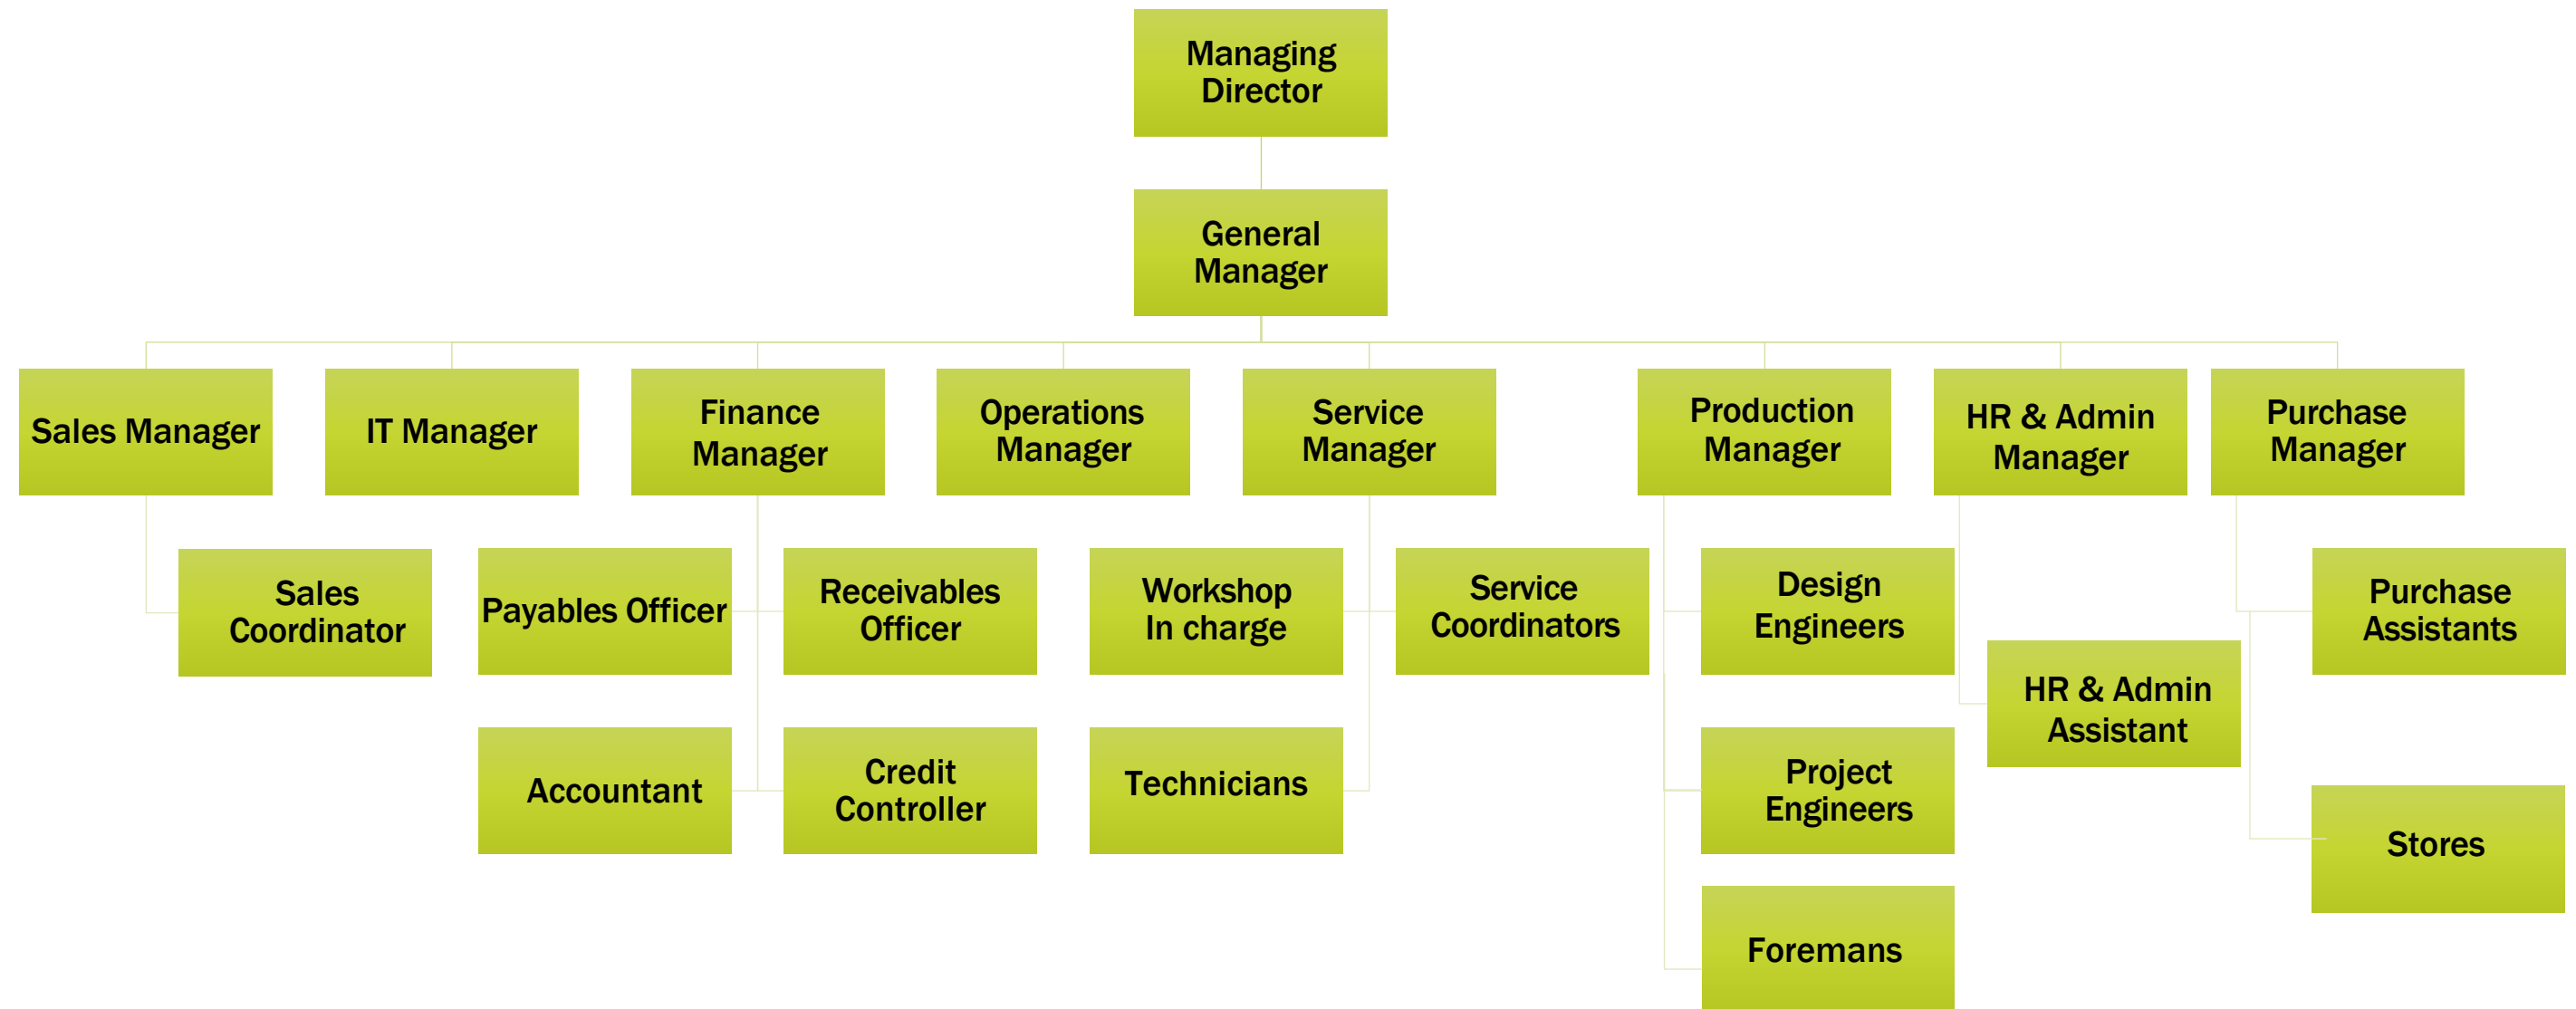 Managing
Director
General
Manager
Sales Manager
IT Manager
Finance
Manager
Operations
Manager
Service
Manager
Production
Manager
HR & Admin
Manager
Purchase
Manager
Sales
Coordinator
Payables Officer
Receivables
Officer
Workshop
In charge
Service
Coordinators
Design
Engineers
HR & Admin
Assistant
Purchase
Assistants
Accountant
Credit
Controller
Technicians
Project
Engineers
Stores
Foremans